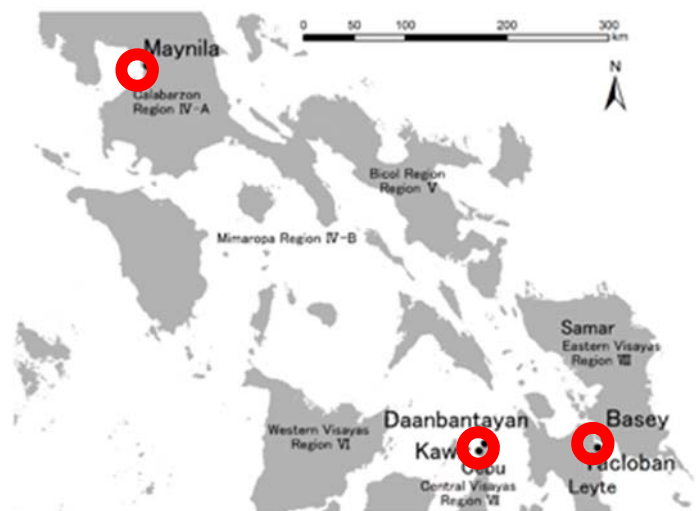 0 100 200 300
km
N
Maynila
Calabarzon
Region Ⅳ-A
Bicol Region
Region Ⅴ
Mimaropa Region Ⅳ-B
Samar
Eastern Visayas
Region Ⅷ
Daanbantayan
Basey
Western Visayas
Region Ⅵ
Kaw
Cebu
Tacloban
Central Visayas
Region Ⅶ
Leyte